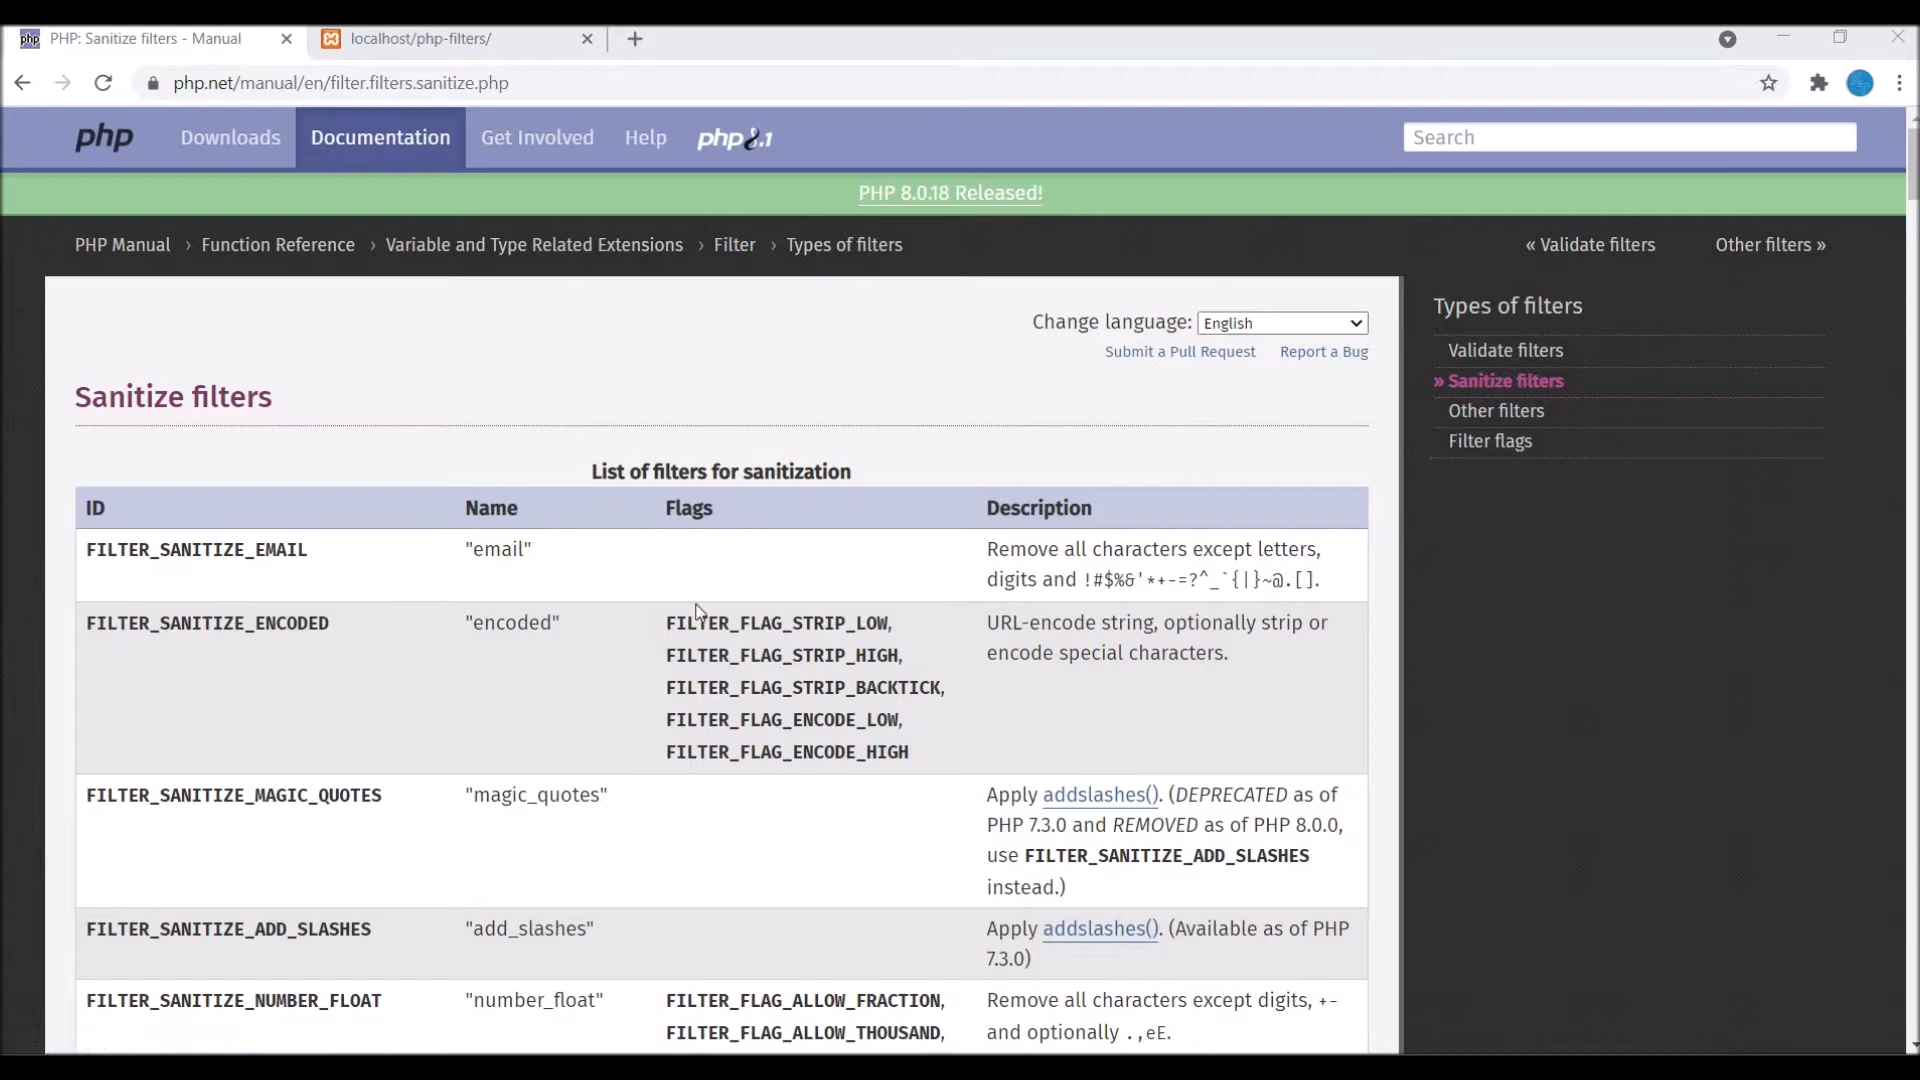 PHP: Sanitize filters - Manual
localhost/php-filters/
php.net/manual/en/filter.filters.sanitize.php
php Downloads Documentation Get Involved Help php8.1 Search
PHP 8.0.18 Released!
PHP Manual › Function Reference › Variable and Type Related Extensions › Filter › Types of filters « Validate filters Other filters »
Change language: English
Submit a Pull Request Report a Bug
Types of filters
Validate filters
» Sanitize filters
Other filters
Filter flags
Sanitize filters
List of filters for sanitization
ID Name Flags Description
FILTER_SANITIZE_EMAIL "email" Remove all characters except letters,
digits and !#$%&'*+-=?^_`{|}~@.[].
FILTER_SANITIZE_ENCODED "encoded" FILTER_FLAG_STRIP_LOW, URL-encode string, optionally strip or
FILTER_FLAG_STRIP_HIGH, encode special characters.
FILTER_FLAG_STRIP_BACKTICK,
FILTER_FLAG_ENCODE_LOW,
FILTER_FLAG_ENCODE_HIGH
FILTER_SANITIZE_MAGIC_QUOTES "magic_quotes" Apply addslashes(). (DEPRECATED as of
PHP 7.3.0 and REMOVED as of PHP 8.0.0,
use FILTER_SANITIZE_ADD_SLASHES
instead.)
FILTER_SANITIZE_ADD_SLASHES "add_slashes" Apply addslashes(). (Available as of PHP
7.3.0)
FILTER_SANITIZE_NUMBER_FLOAT "number_float" FILTER_FLAG_ALLOW_FRACTION, Remove all characters except digits, +-
FILTER_FLAG_ALLOW_THOUSAND, and optionally .,eE.